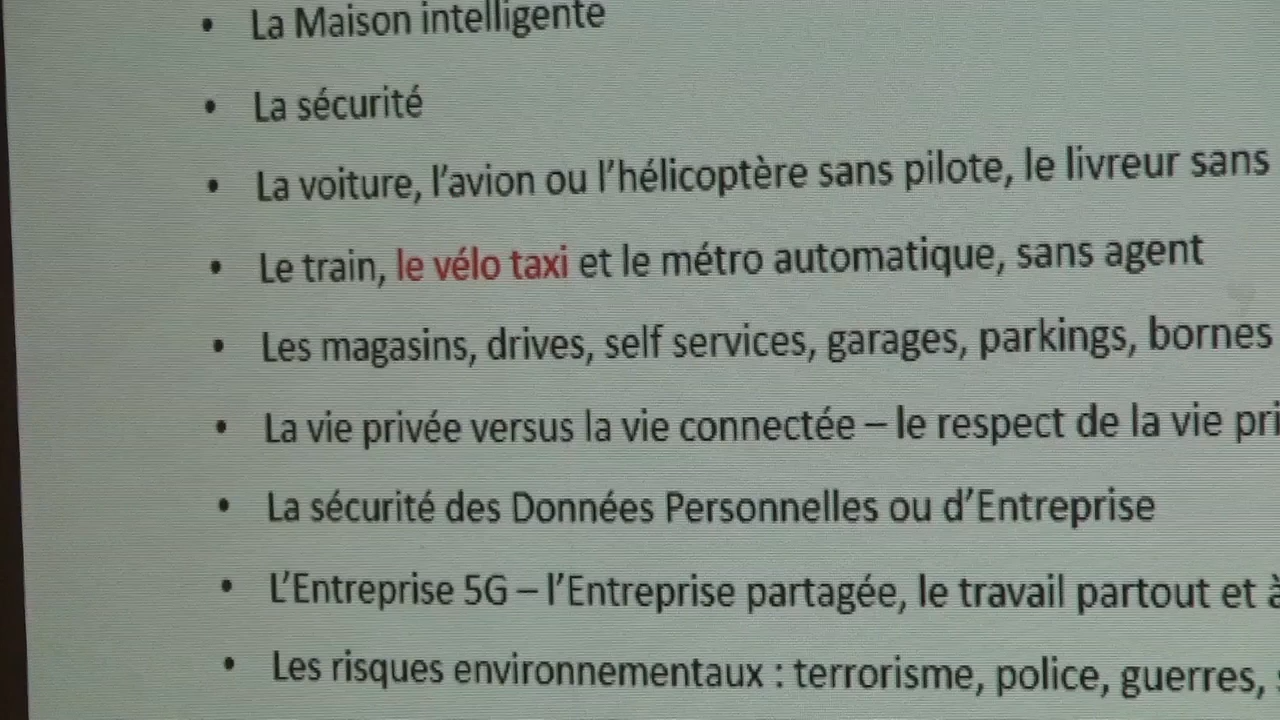 • La Maison intelligente
• La sécurité
• La voiture, l’avion ou l’hélicoptère sans pilote, le livreur sans
• Le train, le vélo taxi et le métro automatique, sans agent
• Les magasins, drives, self services, garages, parkings, bornes
• La vie privée versus la vie connectée – le respect de la vie pri
• La sécurité des Données Personnelles ou d’Entreprise
• L’Entreprise 5G – l’Entreprise partagée, le travail partout et à
• Les risques environnementaux : terrorisme, police, guerres,